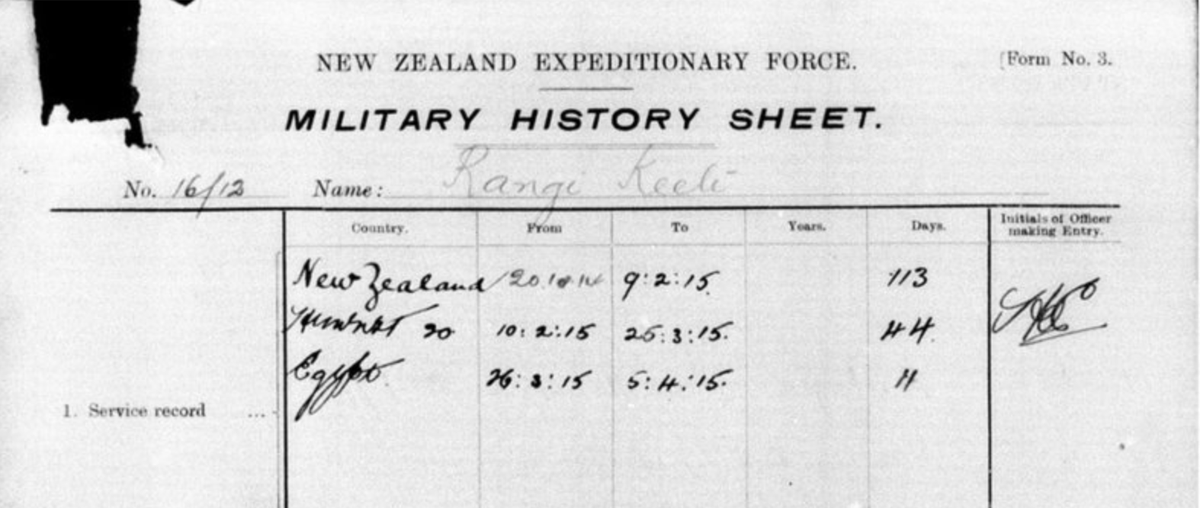 NEW ZEALAND EXPEDITIONARY FORCE. [Form No. 3.
MILITARY HISTORY SHEET.
No. 16/12 Name: Rangi Keeti
Country. From To Years. Days. Initials of Officer making Entry.
New Zealand 20.10.14 9:2:15. 113
10:2:15 25:3:15. 44
Egypt. 26:3:15 5:4:15. 11
1. Service record ...